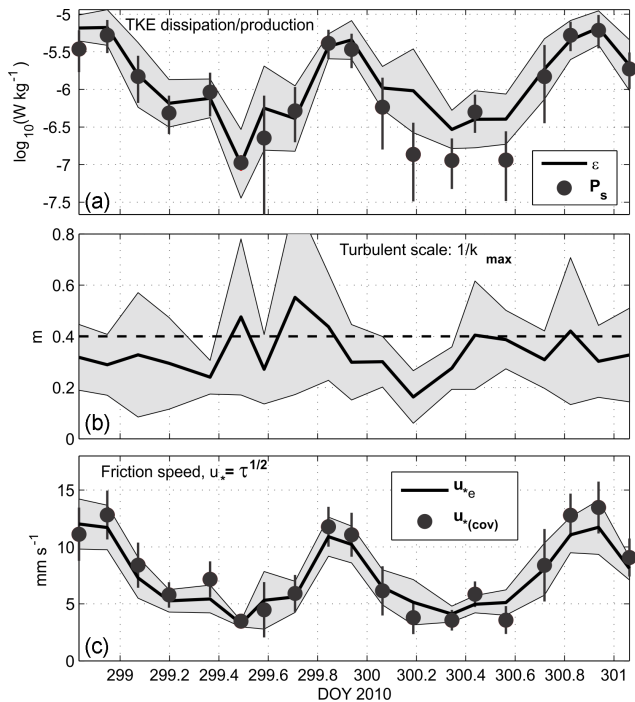 TKE dissipation/production
-5
-5.5
-6
-6.5
-7
-7.5
log10(W kg-1)
ε
Ps
(a)
Turbulent scale: 1/k max
0.8
0.6
0.4
0.2
0
m
(b)
Friction speed, u*= τ1/2
15
10
5
0
mm s-1
u*e
u*(cov)
(c)
299 299.2 299.4 299.6 299.8 300 300.2 300.4 300.6 300.8 301
DOY 2010